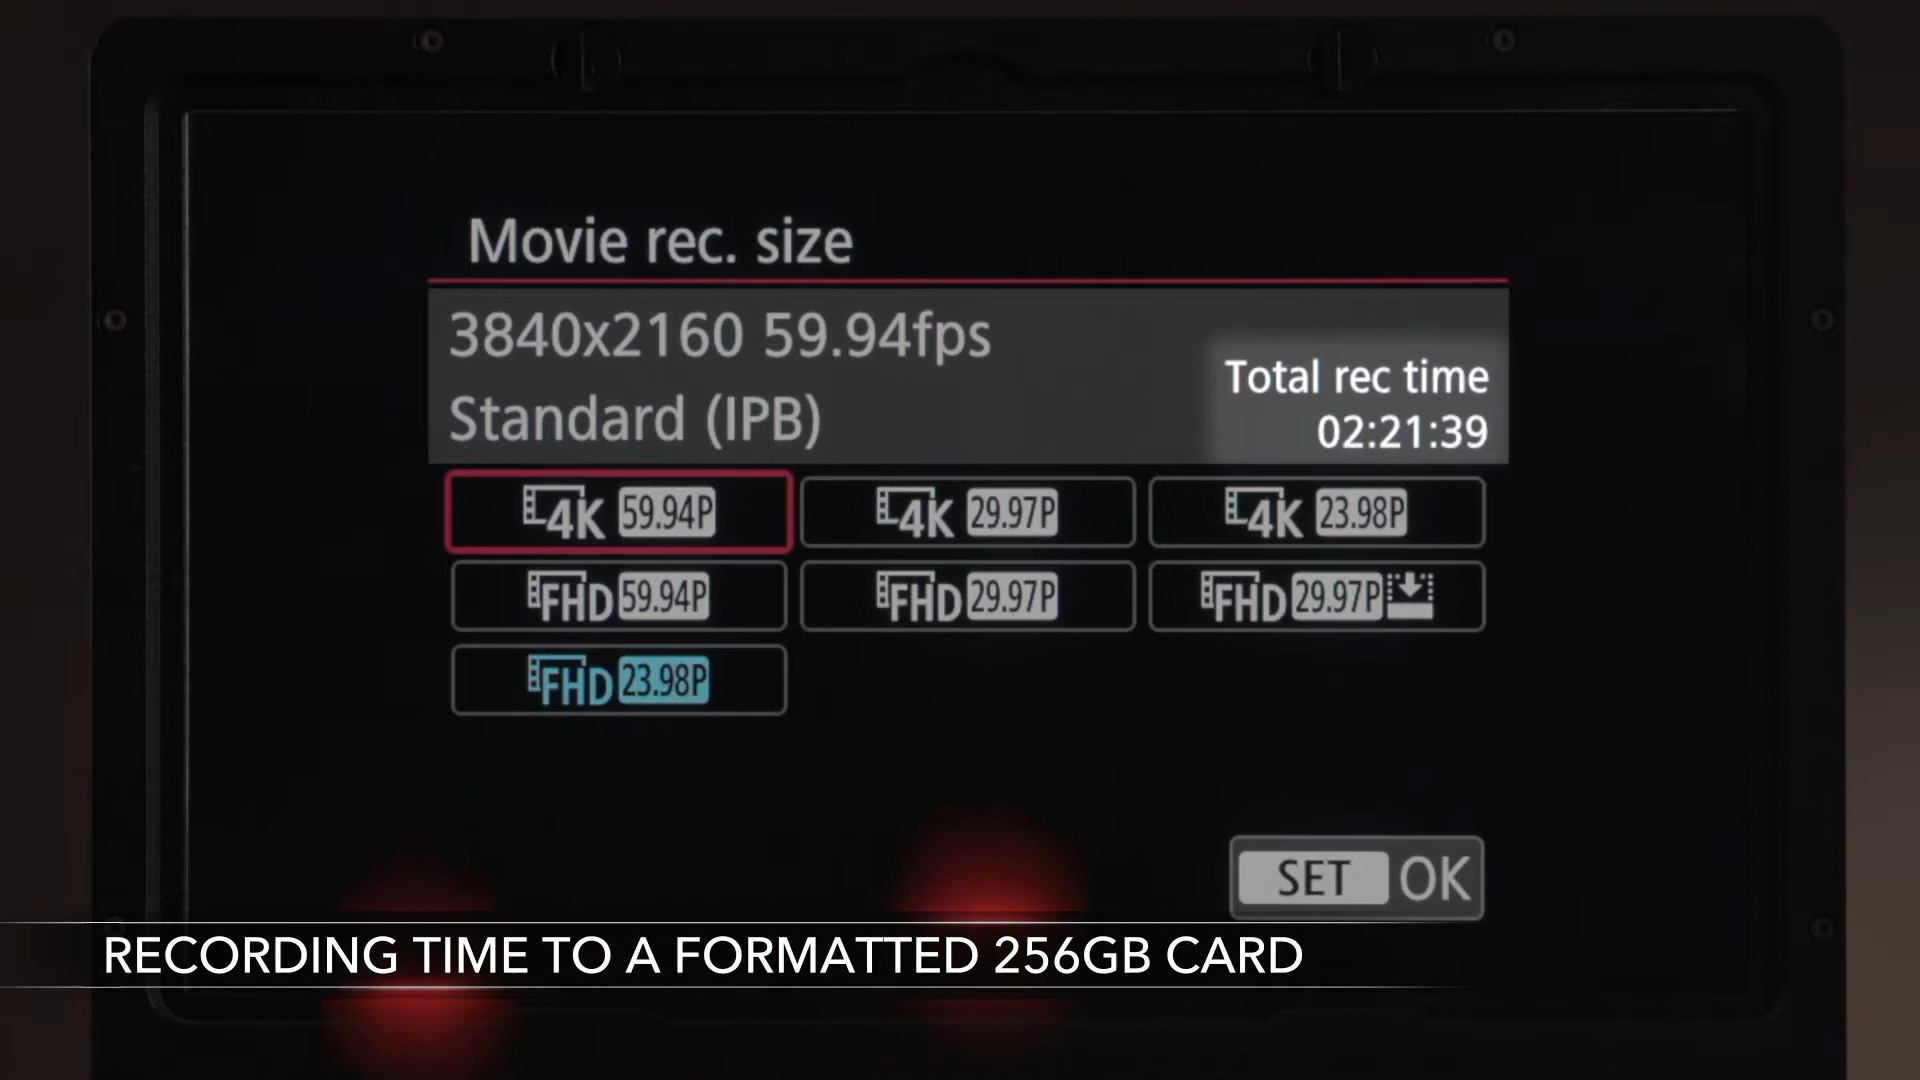 Movie rec. size
3840x2160 59.94fps
Standard (IPB)
Total rec time
02:21:39
4K 59.94P
4K 29.97P
4K 23.98P
FHD 59.94P
FHD 29.97P
FHD 29.97P
FHD 23.98P
SET OK
RECORDING TIME TO A FORMATTED 256GB CARD